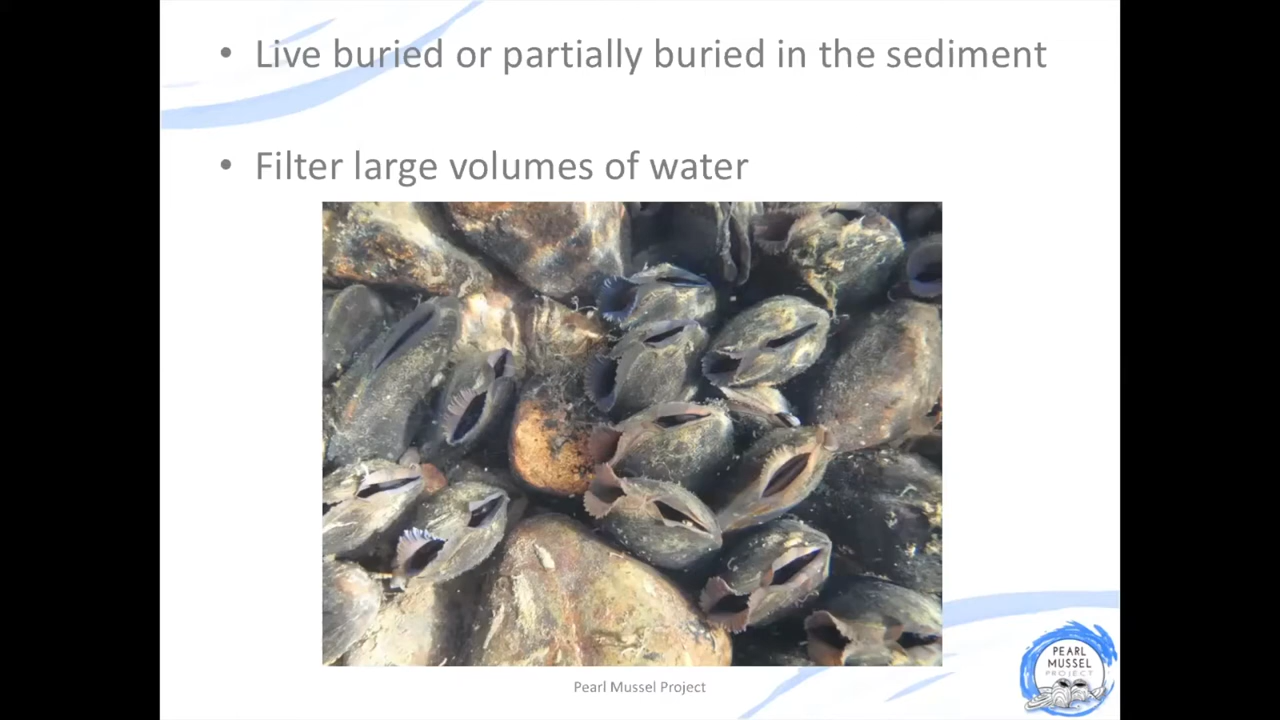 • Live buried or partially buried in the sediment
• Filter large volumes of water
Pearl Mussel Project
PEARL
MUSSEL
PROJECT